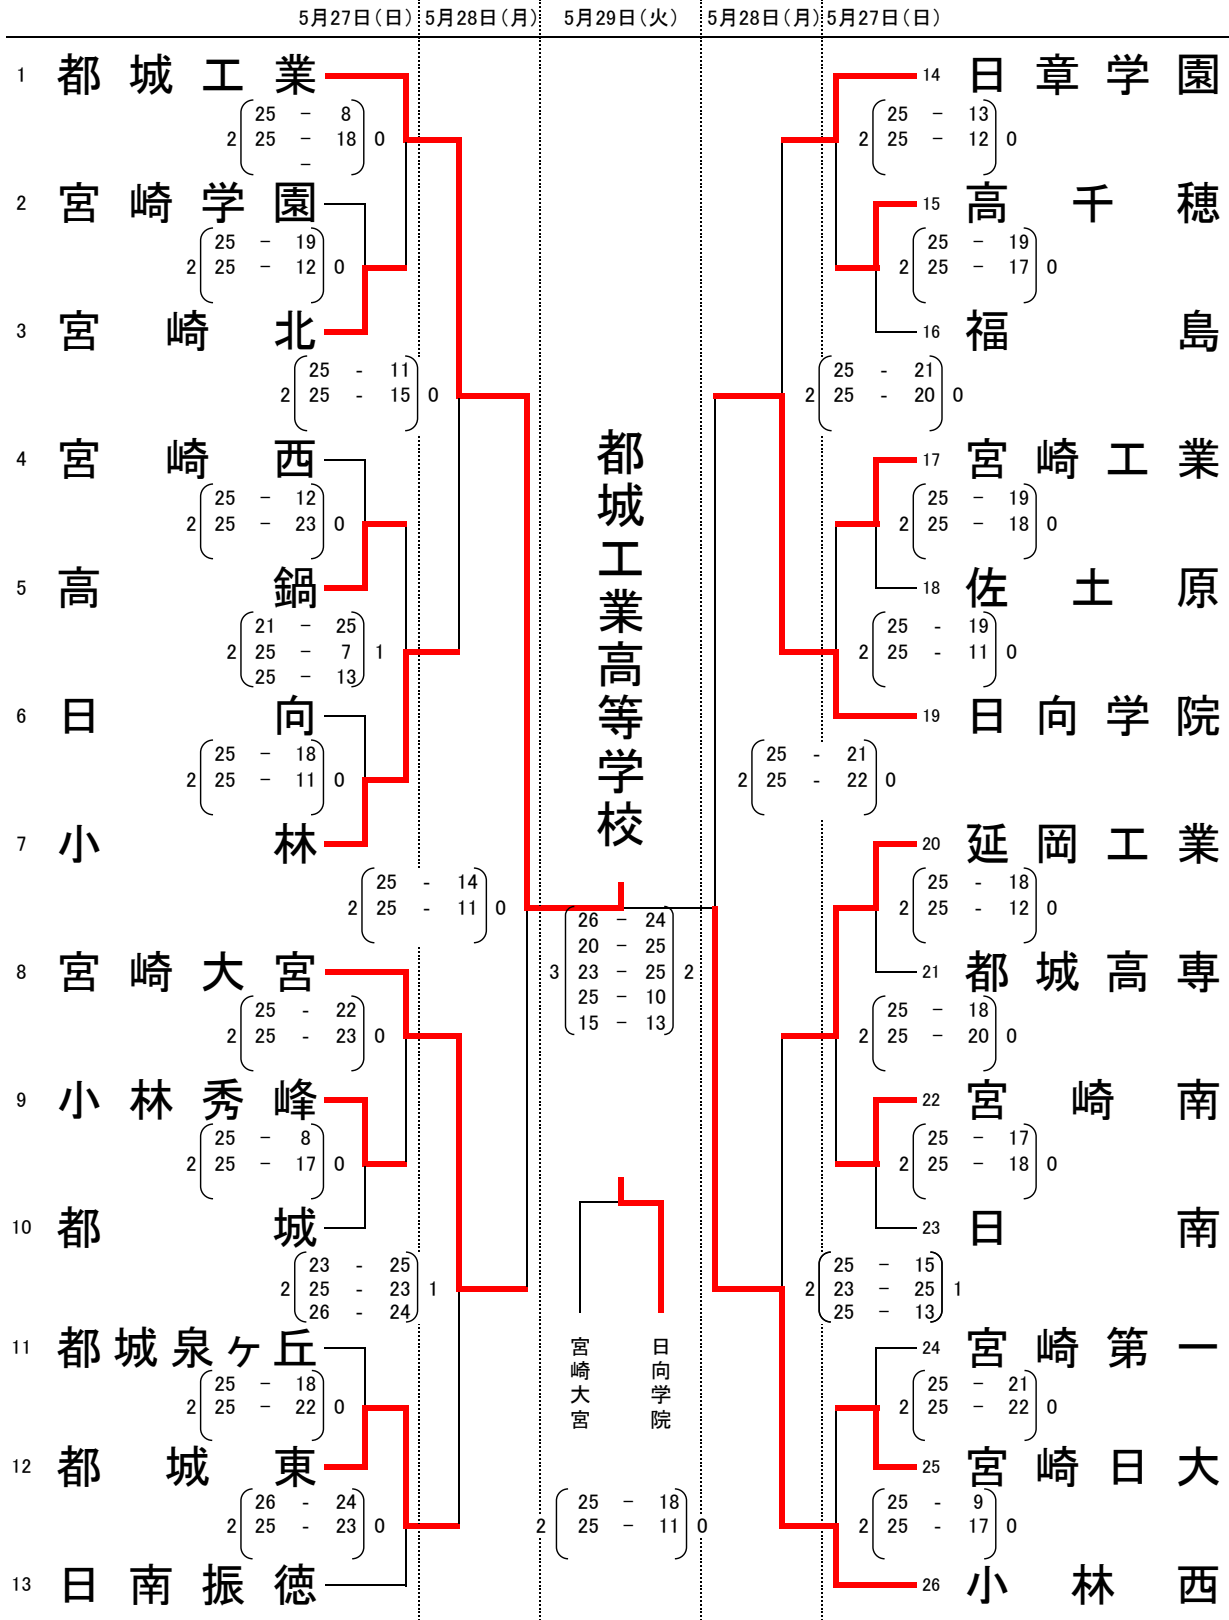 5月27日（日） 5月28日（月） 5月29日（火） 5月28日（月） 5月27日（日）
1 都城工業
25 － 8
2 25 － 18 0
－
2 宮崎学園
25 － 19
2 25 － 12 0
3 宮崎北
25 - 11
2 25 - 15 0
4 宮崎西
25 － 12
2 25 － 23 0
5 高鍋
21 － 25
2 25 － 7 1
25 － 13
6 日向
25 － 18
2 25 － 11 0
7 小林
25 - 14
2 25 - 11 0
8 宮崎大宮
25 - 22
2 25 - 23 0
9 小林秀峰
25 － 8
2 25 － 17 0
10 都城
23 - 25
2 25 - 23 1
26 - 24
11 都城泉ヶ丘
25 － 18
2 25 － 22 0
12 都城東
26 - 24
2 25 - 23 0
13 日南振徳
都城工業高等学校
26 － 24
20 － 25
3 23 － 25 2
25 － 10
15 － 13
宮崎大宮
日向学院
25 － 18
2 25 － 11 0
14 日章学園
25 － 13
2 25 － 12 0
15 高千穂
25 － 19
2 25 － 17 0
16 福島
25 - 21
2 25 - 20 0
17 宮崎工業
25 － 19
2 25 － 18 0
18 佐土原
25 - 19
2 25 - 11 0
19 日向学院
25 - 21
2 25 - 22 0
20 延岡工業
25 - 18
2 25 - 12 0
21 都城高専
25 － 18
2 25 － 20 0
22 宮崎南
25 － 17
2 25 － 18 0
23 日南
25 － 15
2 23 － 25 1
25 － 13
24 宮崎第一
25 － 21
2 25 － 22 0
25 宮崎日大
25 - 9
2 25 - 17 0
26 小林西